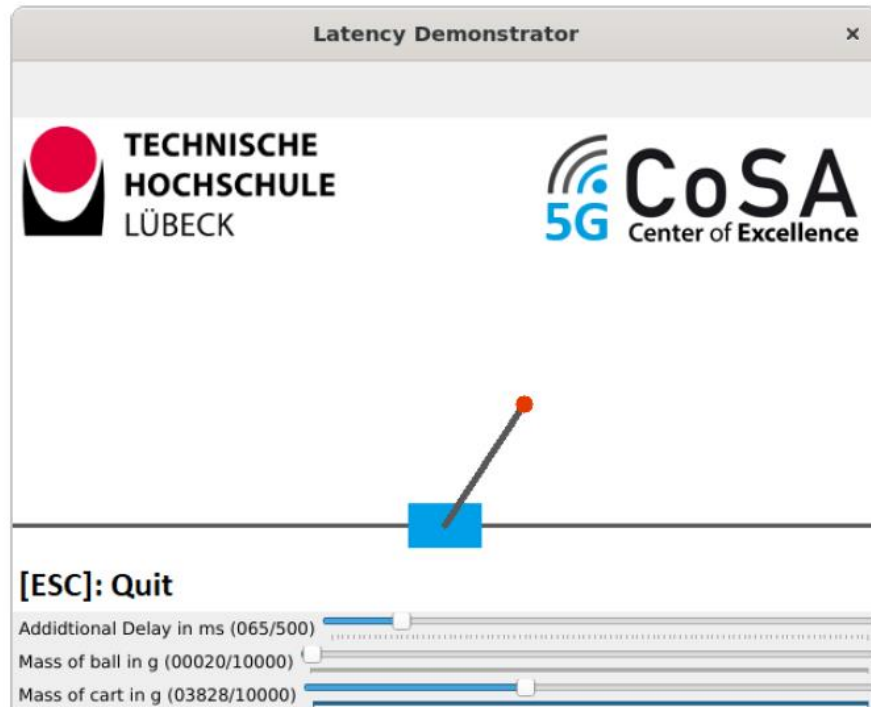 Latency Demonstrator ×
TECHNISCHE
HOCHSCHULE
LÜBECK
5G CoSA
Center of Excellence
[ESC]: Quit
Addidtional Delay in ms (065/500)
Mass of ball in g (00020/10000)
Mass of cart in g (03828/10000)